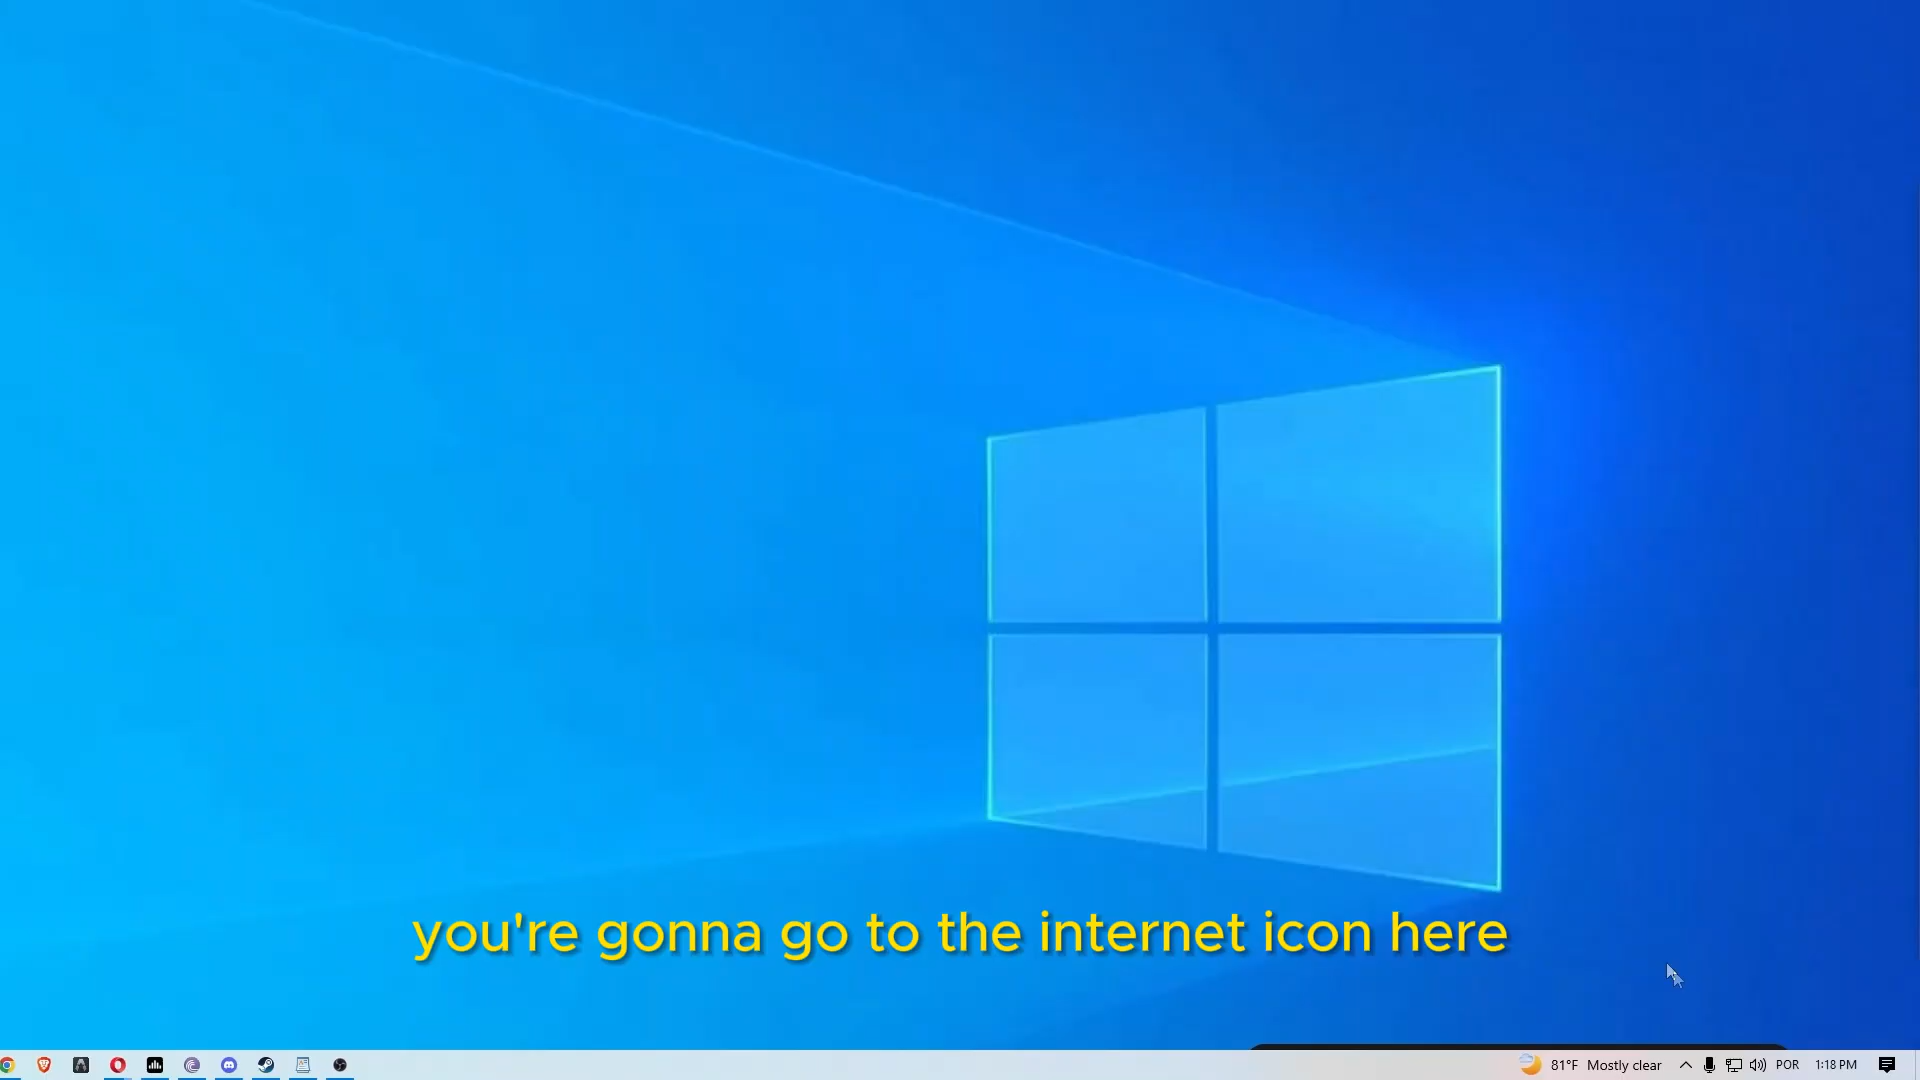 you're gonna go to the internet icon here
81°F Mostly clear POR 1:18 PM